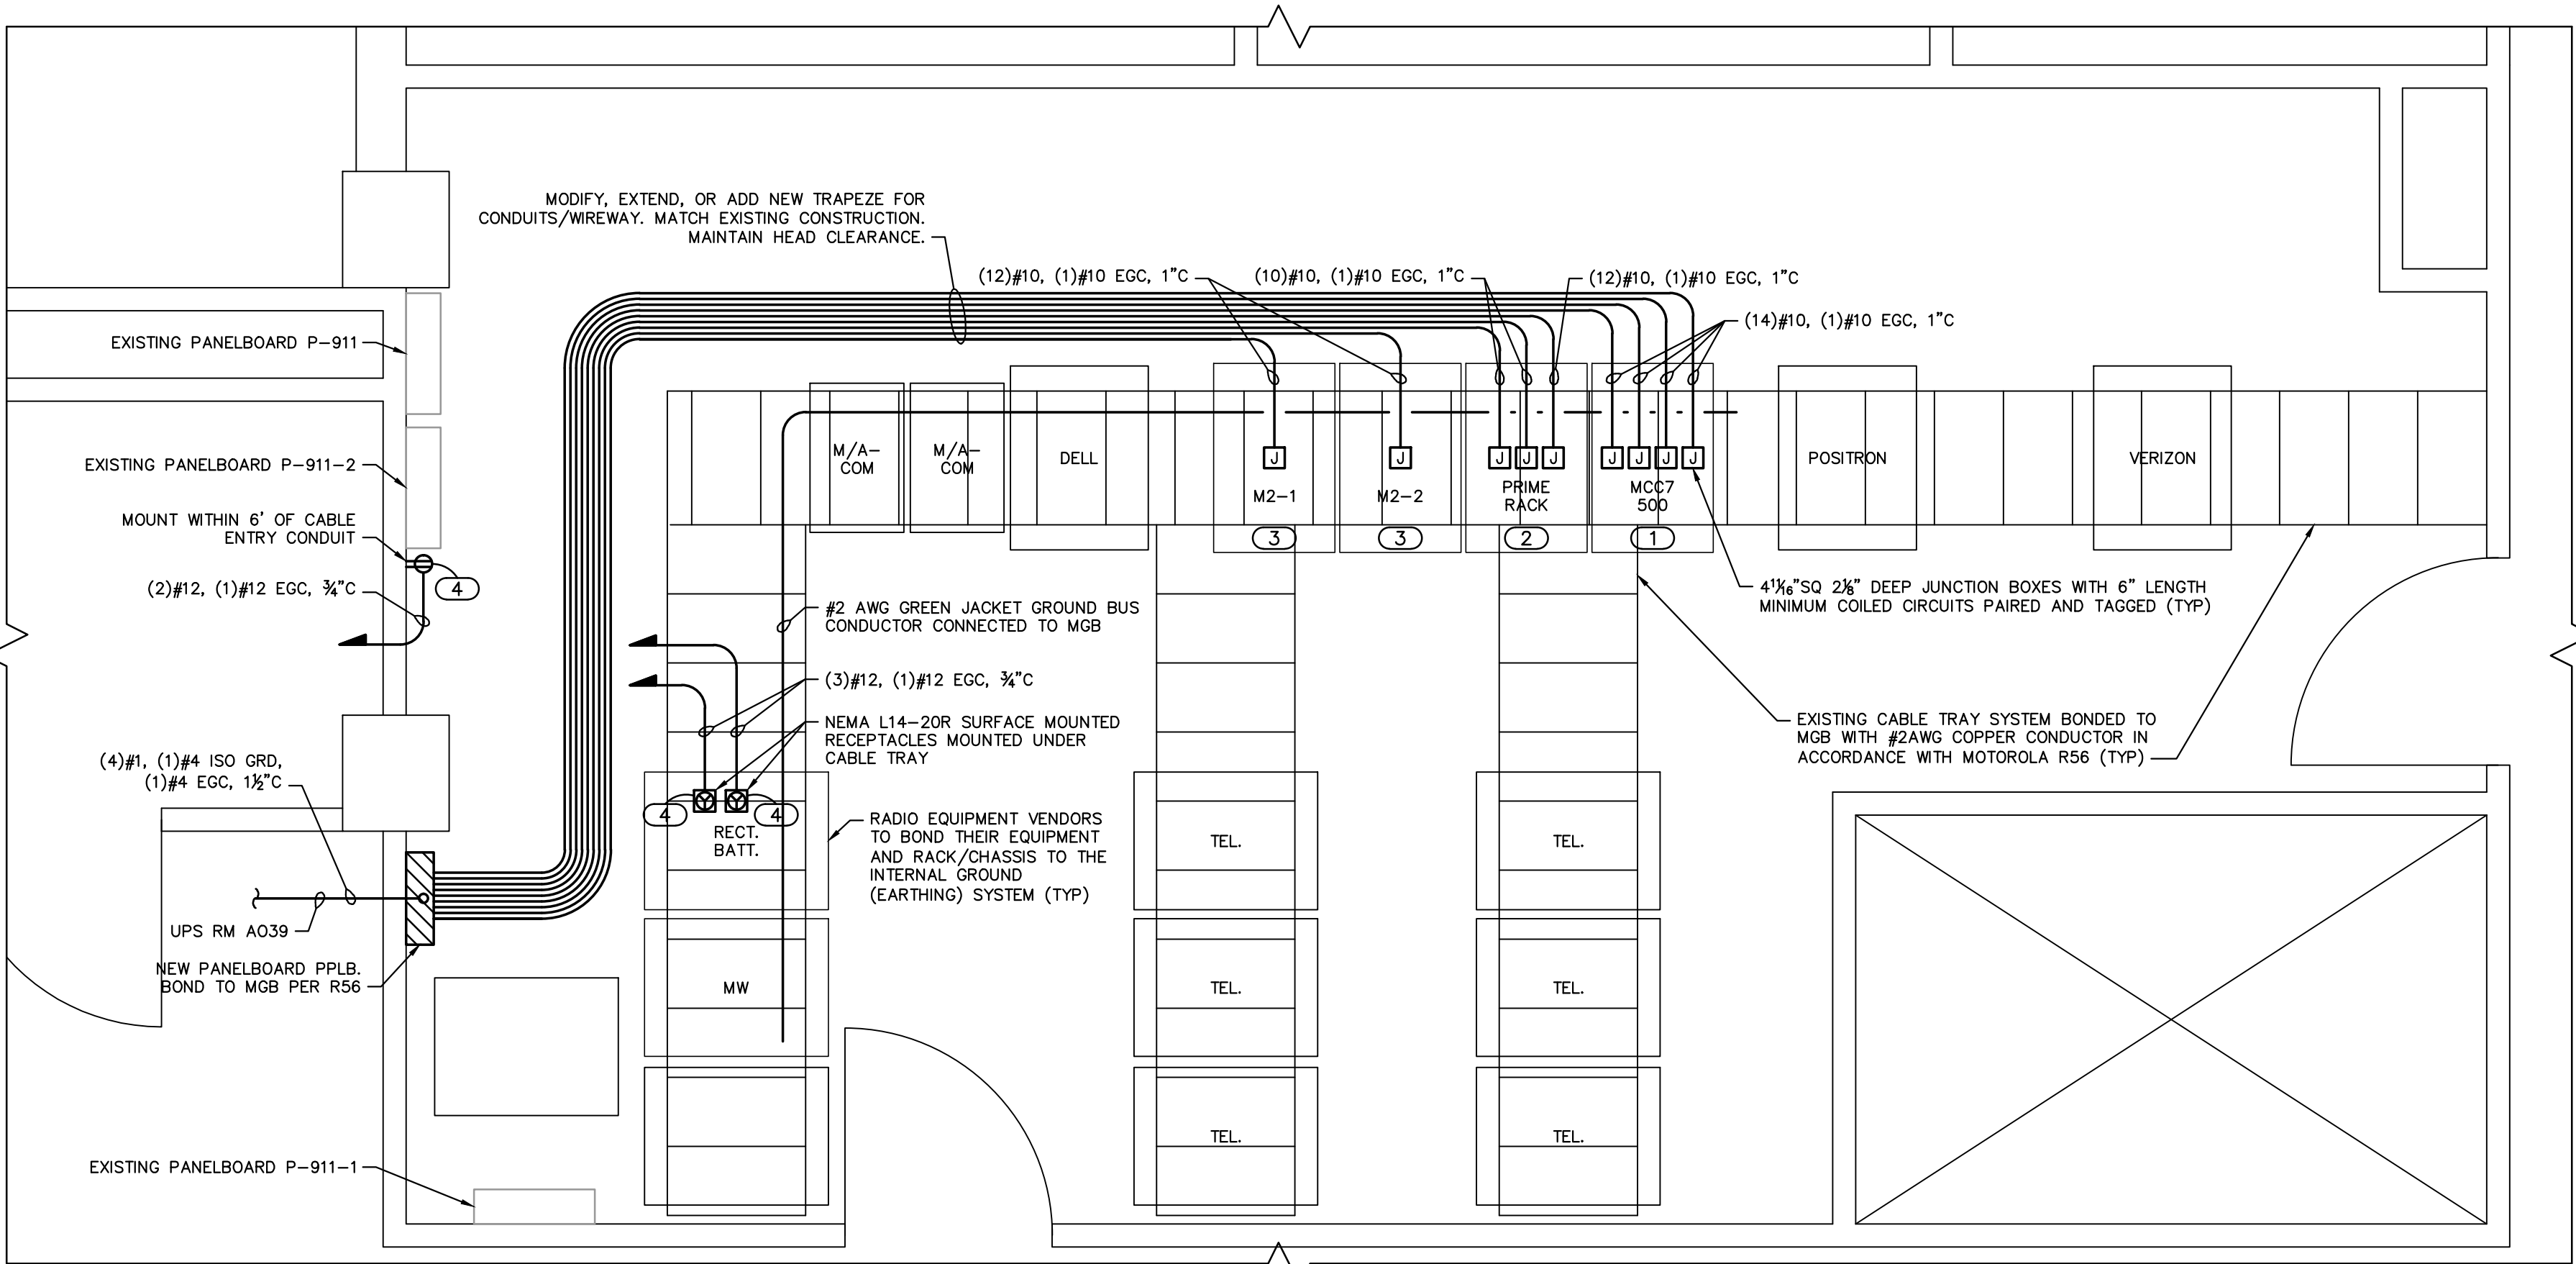 MODIFY, EXTEND, OR ADD NEW TRAPEZE FOR
CONDUITS/WIREWAY. MATCH EXISTING CONSTRUCTION.
MAINTAIN HEAD CLEARANCE.
(12)#10, (1)#10 EGC, 1"C
(10)#10, (1)#10 EGC, 1"C
(12)#10, (1)#10 EGC, 1"C
(14)#10, (1)#10 EGC, 1"C
EXISTING PANELBOARD P-911
EXISTING PANELBOARD P-911-2
MOUNT WITHIN 6' OF CABLE
ENTRY CONDUIT
(2)#12, (1)#12 EGC, ¾"C
4
M/A-
COM
M/A-
COM
DELL
J
M2-1
3
J
M2-2
3
J J J
PRIME
RACK
2
J J J J
MCC7
500
1
POSITRON
VERIZON
4 11/16"SQ 2⅛" DEEP JUNCTION BOXES WITH 6" LENGTH
MINIMUM COILED CIRCUITS PAIRED AND TAGGED (TYP)
#2 AWG GREEN JACKET GROUND BUS
CONDUCTOR CONNECTED TO MGB
(3)#12, (1)#12 EGC, ¾"C
NEMA L14-20R SURFACE MOUNTED
RECEPTACLES MOUNTED UNDER
CABLE TRAY
EXISTING CABLE TRAY SYSTEM BONDED TO
MGB WITH #2AWG COPPER CONDUCTOR IN
ACCORDANCE WITH MOTOROLA R56 (TYP)
(4)#1, (1)#4 ISO GRD,
(1)#4 EGC, 1½"C
4
4
RECT.
BATT.
RADIO EQUIPMENT VENDORS
TO BOND THEIR EQUIPMENT
AND RACK/CHASSIS TO THE
INTERNAL GROUND
(EARTHING) SYSTEM (TYP)
TEL.
TEL.
UPS RM AO39
NEW PANELBOARD PPLB.
BOND TO MGB PER R56
MW
TEL.
TEL.
TEL.
TEL.
EXISTING PANELBOARD P-911-1